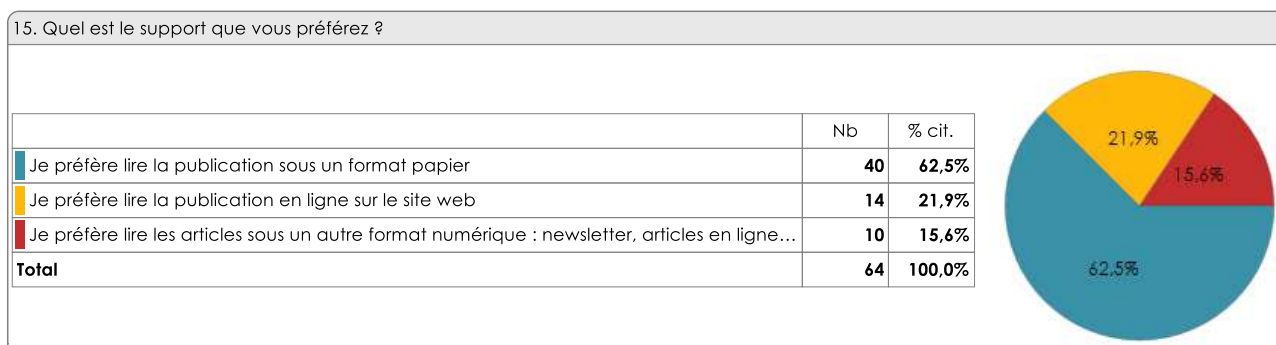 15. Quel est le support que vous préférez ?
Nb % cit.
Je préfère lire la publication sous un format papier 40 62,5%
Je préfère lire la publication en ligne sur le site web 14 21,9%
Je préfère lire les articles sous un autre format numérique : newsletter, articles en ligne... 10 15,6%
Total 64 100,0%
21,9%
15,6%
62,5%